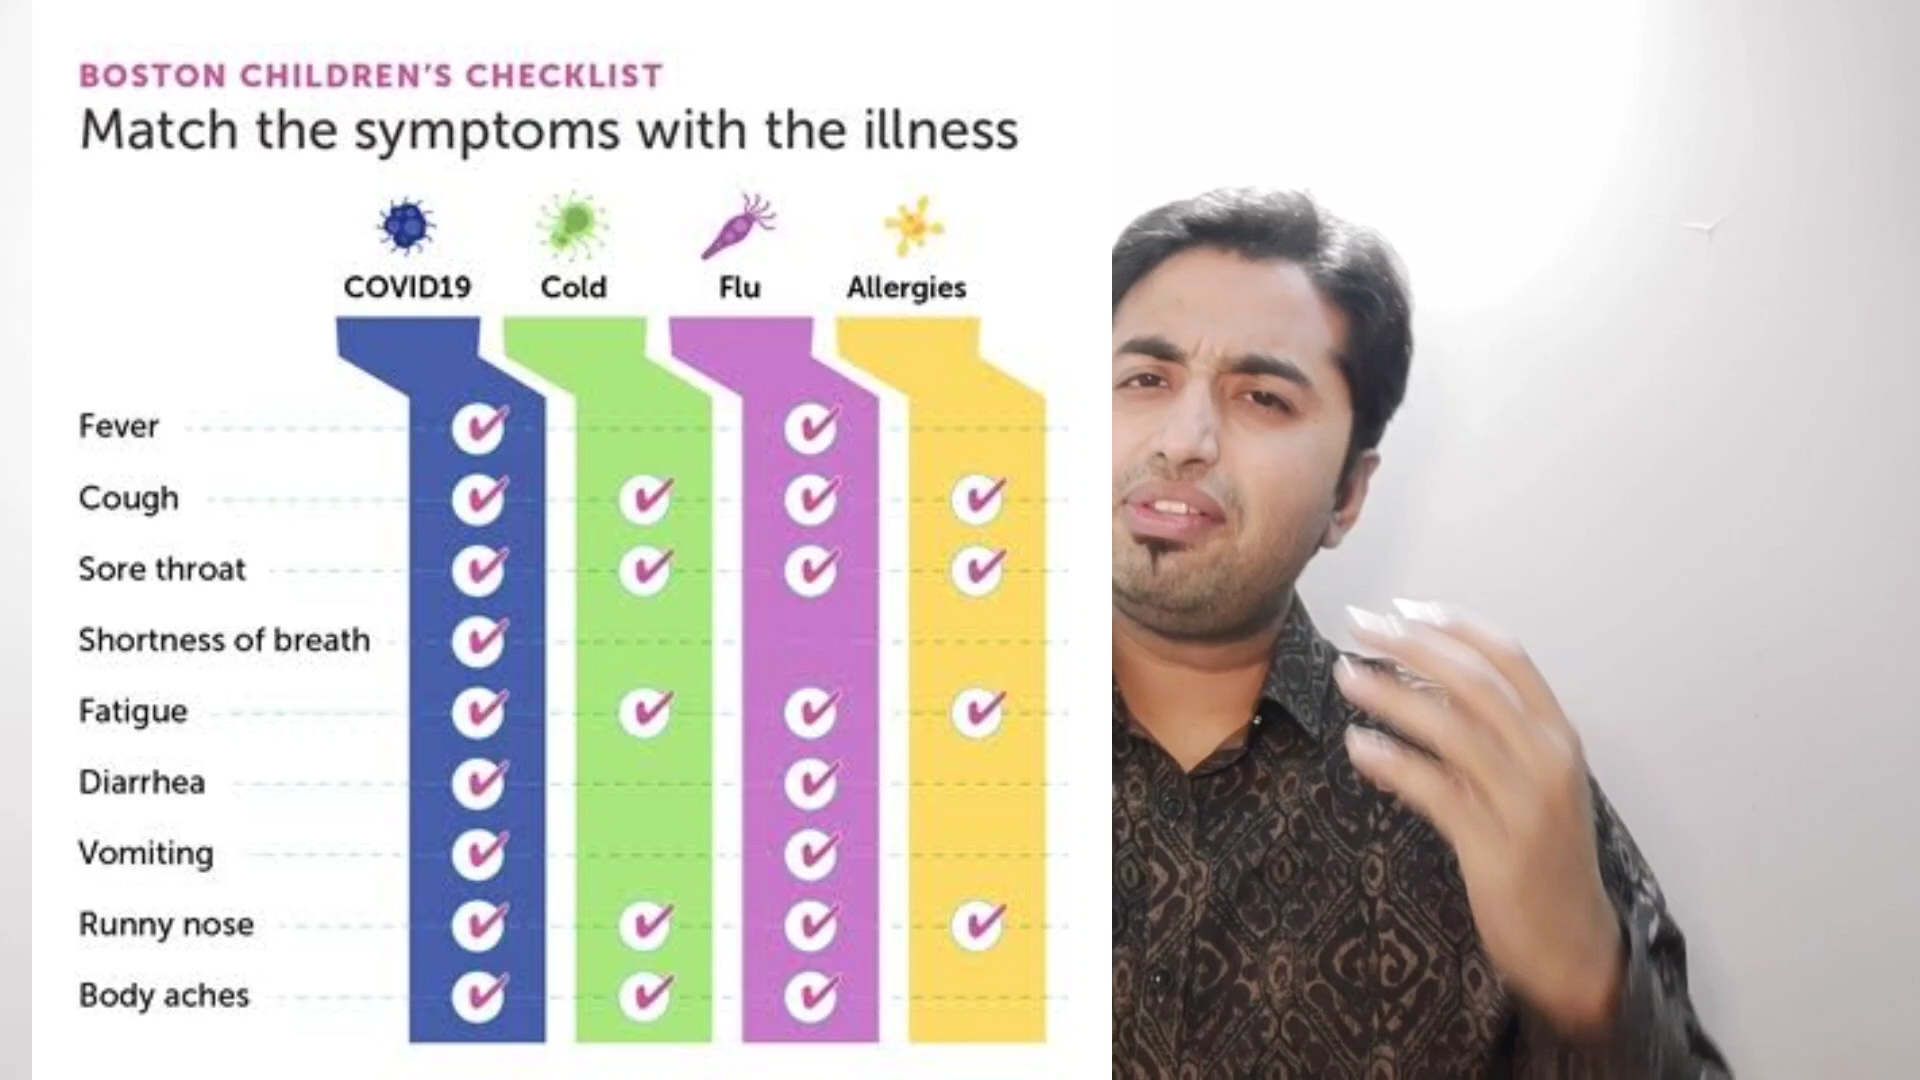 BOSTON CHILDREN'S CHECKLIST
Match the symptoms with the illness
COVID19 Cold Flu Allergies
Fever
Cough
Sore throat
Shortness of breath
Fatigue
Diarrhea
Vomiting
Runny nose
Body aches